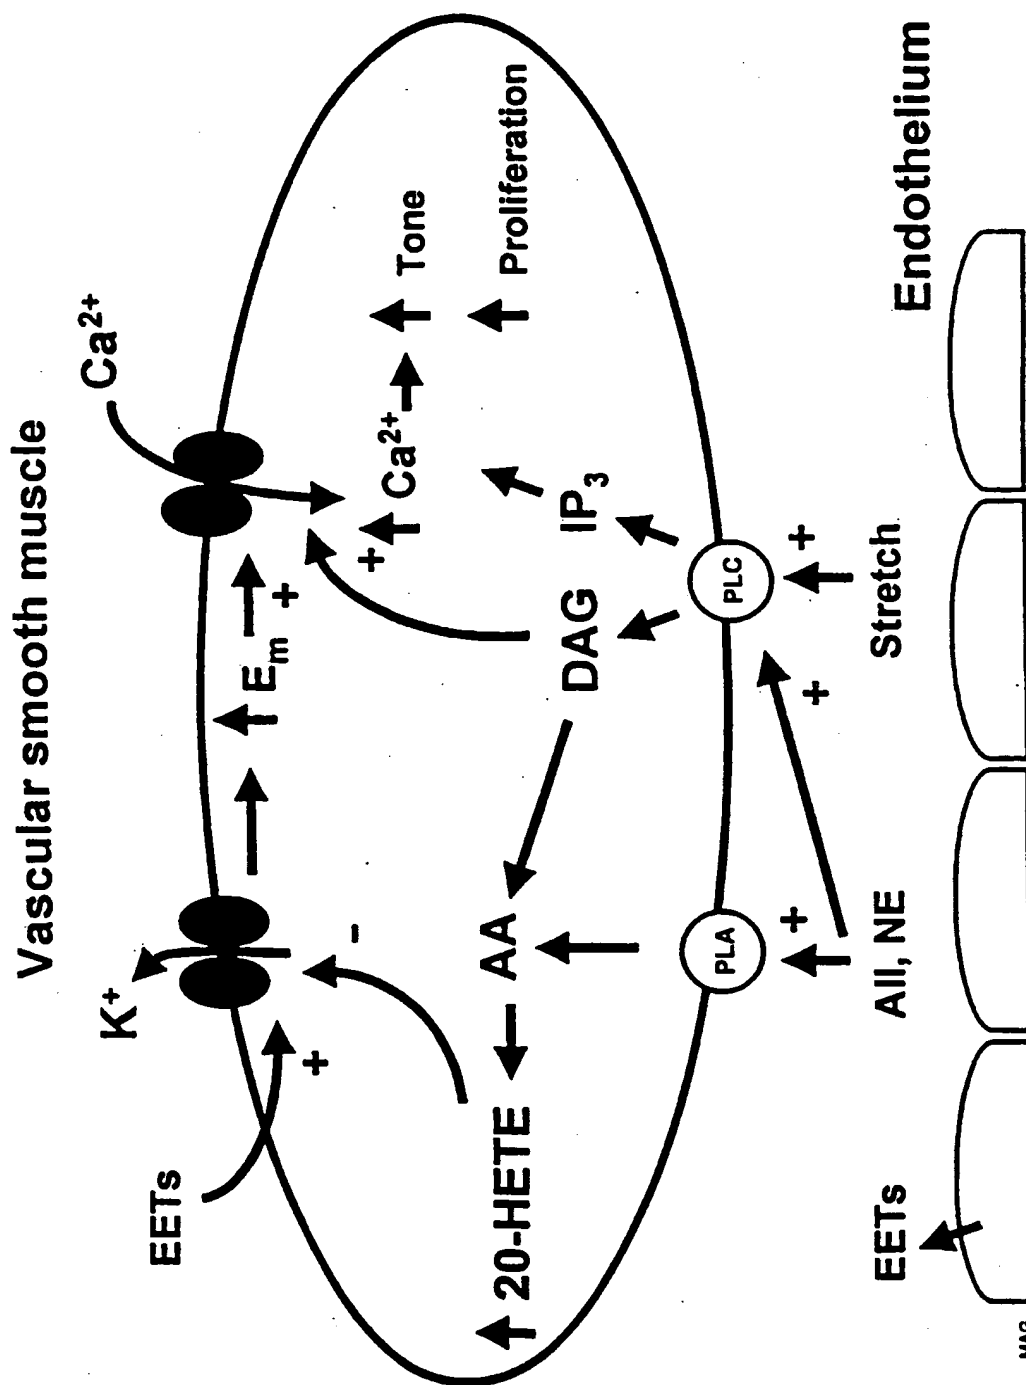 Vascular smooth muscle
K⁺
Ca²⁺
EETs
Eₘ
+
+
-
+
Ca²⁺
Tone
20-HETE
AA
Proliferation
DAG
IP₃
PLA
PLC
+
+
+
EETs
AII, NE
Stretch
Endothelium